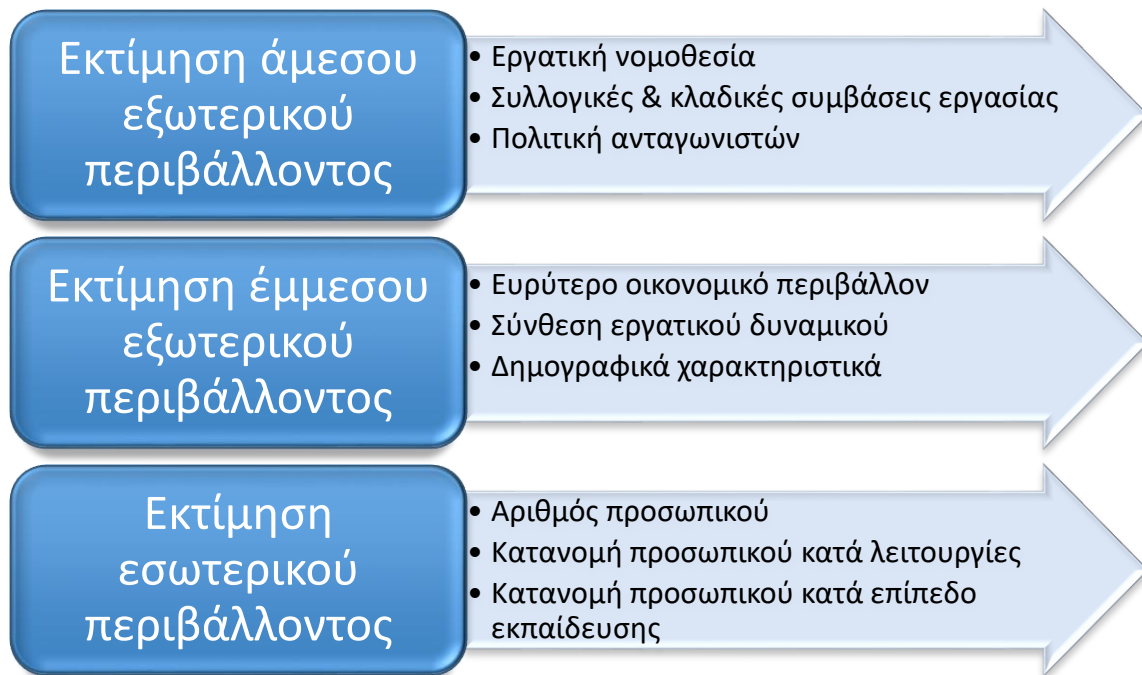 Εκτίμηση άμεσου
εξωτερικού
περιβάλλοντος
• Εργατική νομοθεσία
• Συλλογικές & κλαδικές συμβάσεις εργασίας
• Πολιτική ανταγωνιστών
Εκτίμηση έμμεσου
εξωτερικού
περιβάλλοντος
• Ευρύτερο οικονομικό περιβάλλον
• Σύνθεση εργατικού δυναμικού
• Δημογραφικά χαρακτηριστικά
Εκτίμηση
εσωτερικού
περιβάλλοντος
• Αριθμός προσωπικού
• Κατανομή προσωπικού κατά λειτουργίες
• Κατανομή προσωπικού κατά επίπεδο
εκπαίδευσης